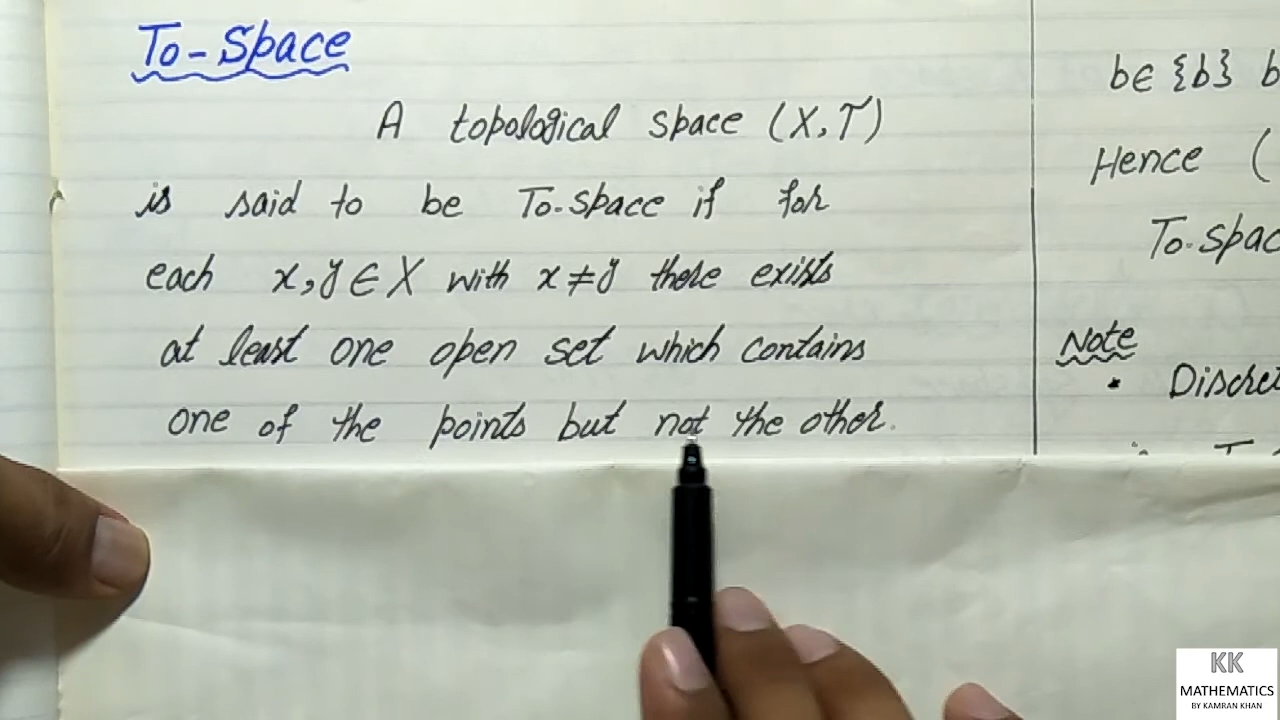 To-Space
A topological space (X,T)
is said to be To-space if for
each x,y ∈ X with x≠y there exists
at least one open set which contains
one of the points but not the other.
b∈ {b} b
Hence (
To-spac
Note
• Discret
KK
MATHEMATICS
BY KAMRAN KHAN